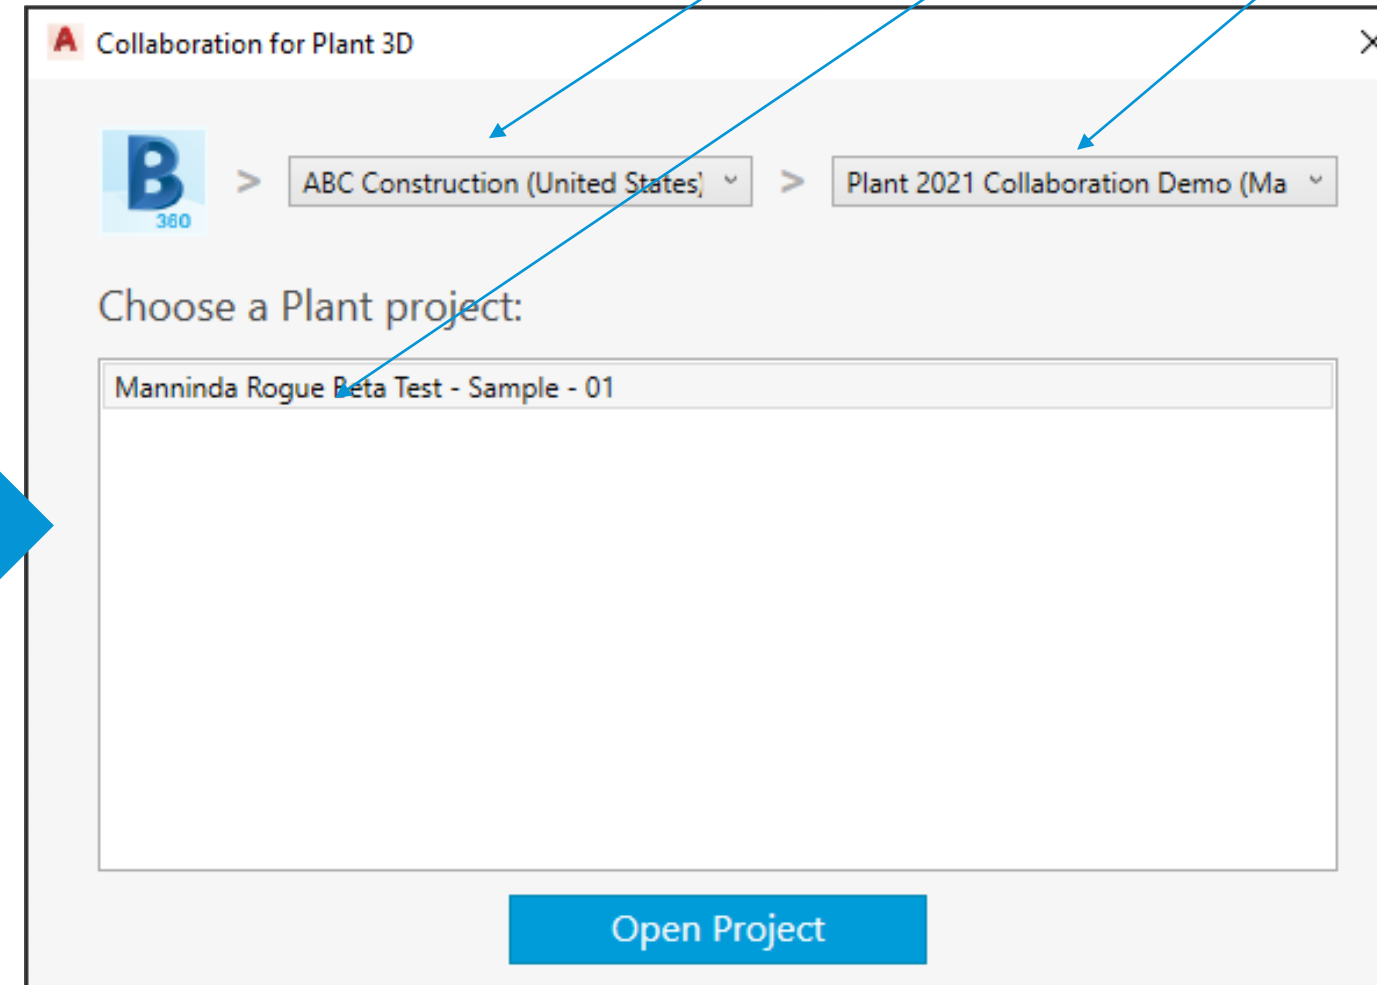 Collaboration for Plant 3D
B
360
> ABC Construction (United States) > Plant 2021 Collaboration Demo (Ma
Choose a Plant project:
Manninda Rogue Beta Test - Sample - 01
Open Project